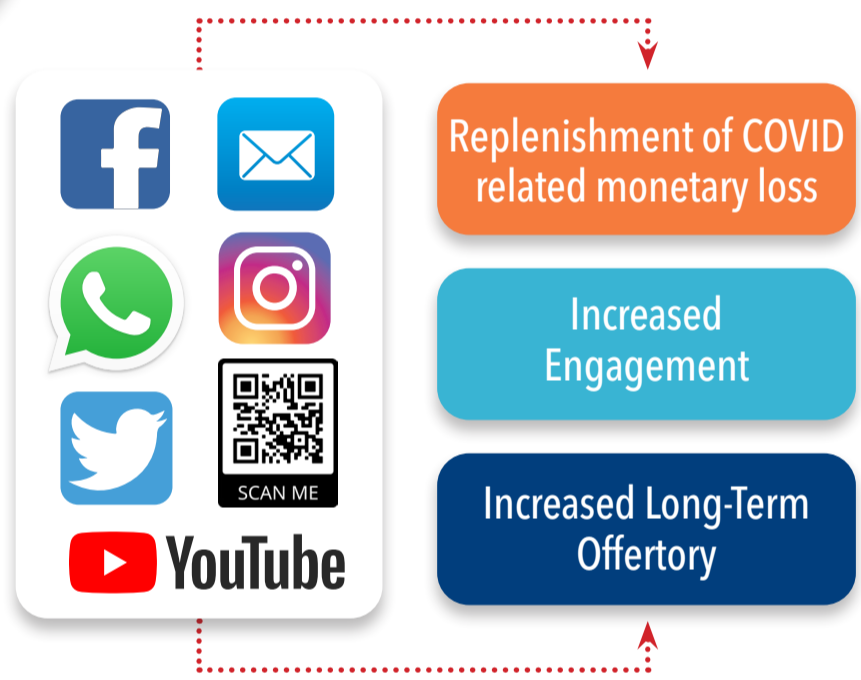 SCAN ME
YouTube
Replenishment of COVID
related monetary loss
Increased
Engagement
Increased Long-Term
Offertory